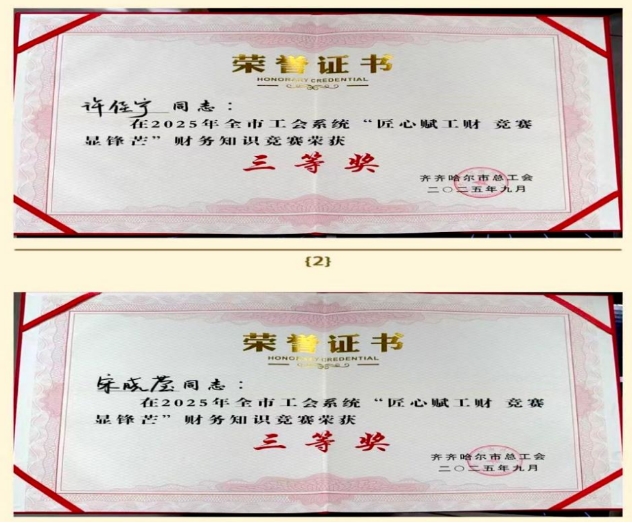 荣誉证书
HONORARY CREDENTIAL
许任宁 同志：
在2025年全市工会系统“匠心赋工财 竞赛
显锋芒”财务知识竞赛荣获
三等奖
齐齐哈尔市总工会
二〇二五年九月
{2}
荣誉证书
HONORARY CREDENTIAL
宋晓莹 同志：
在2025年全市工会系统“匠心赋工财 竞赛
显锋芒”财务知识竞赛荣获
三等奖
齐齐哈尔市总工会
二〇二五年九月